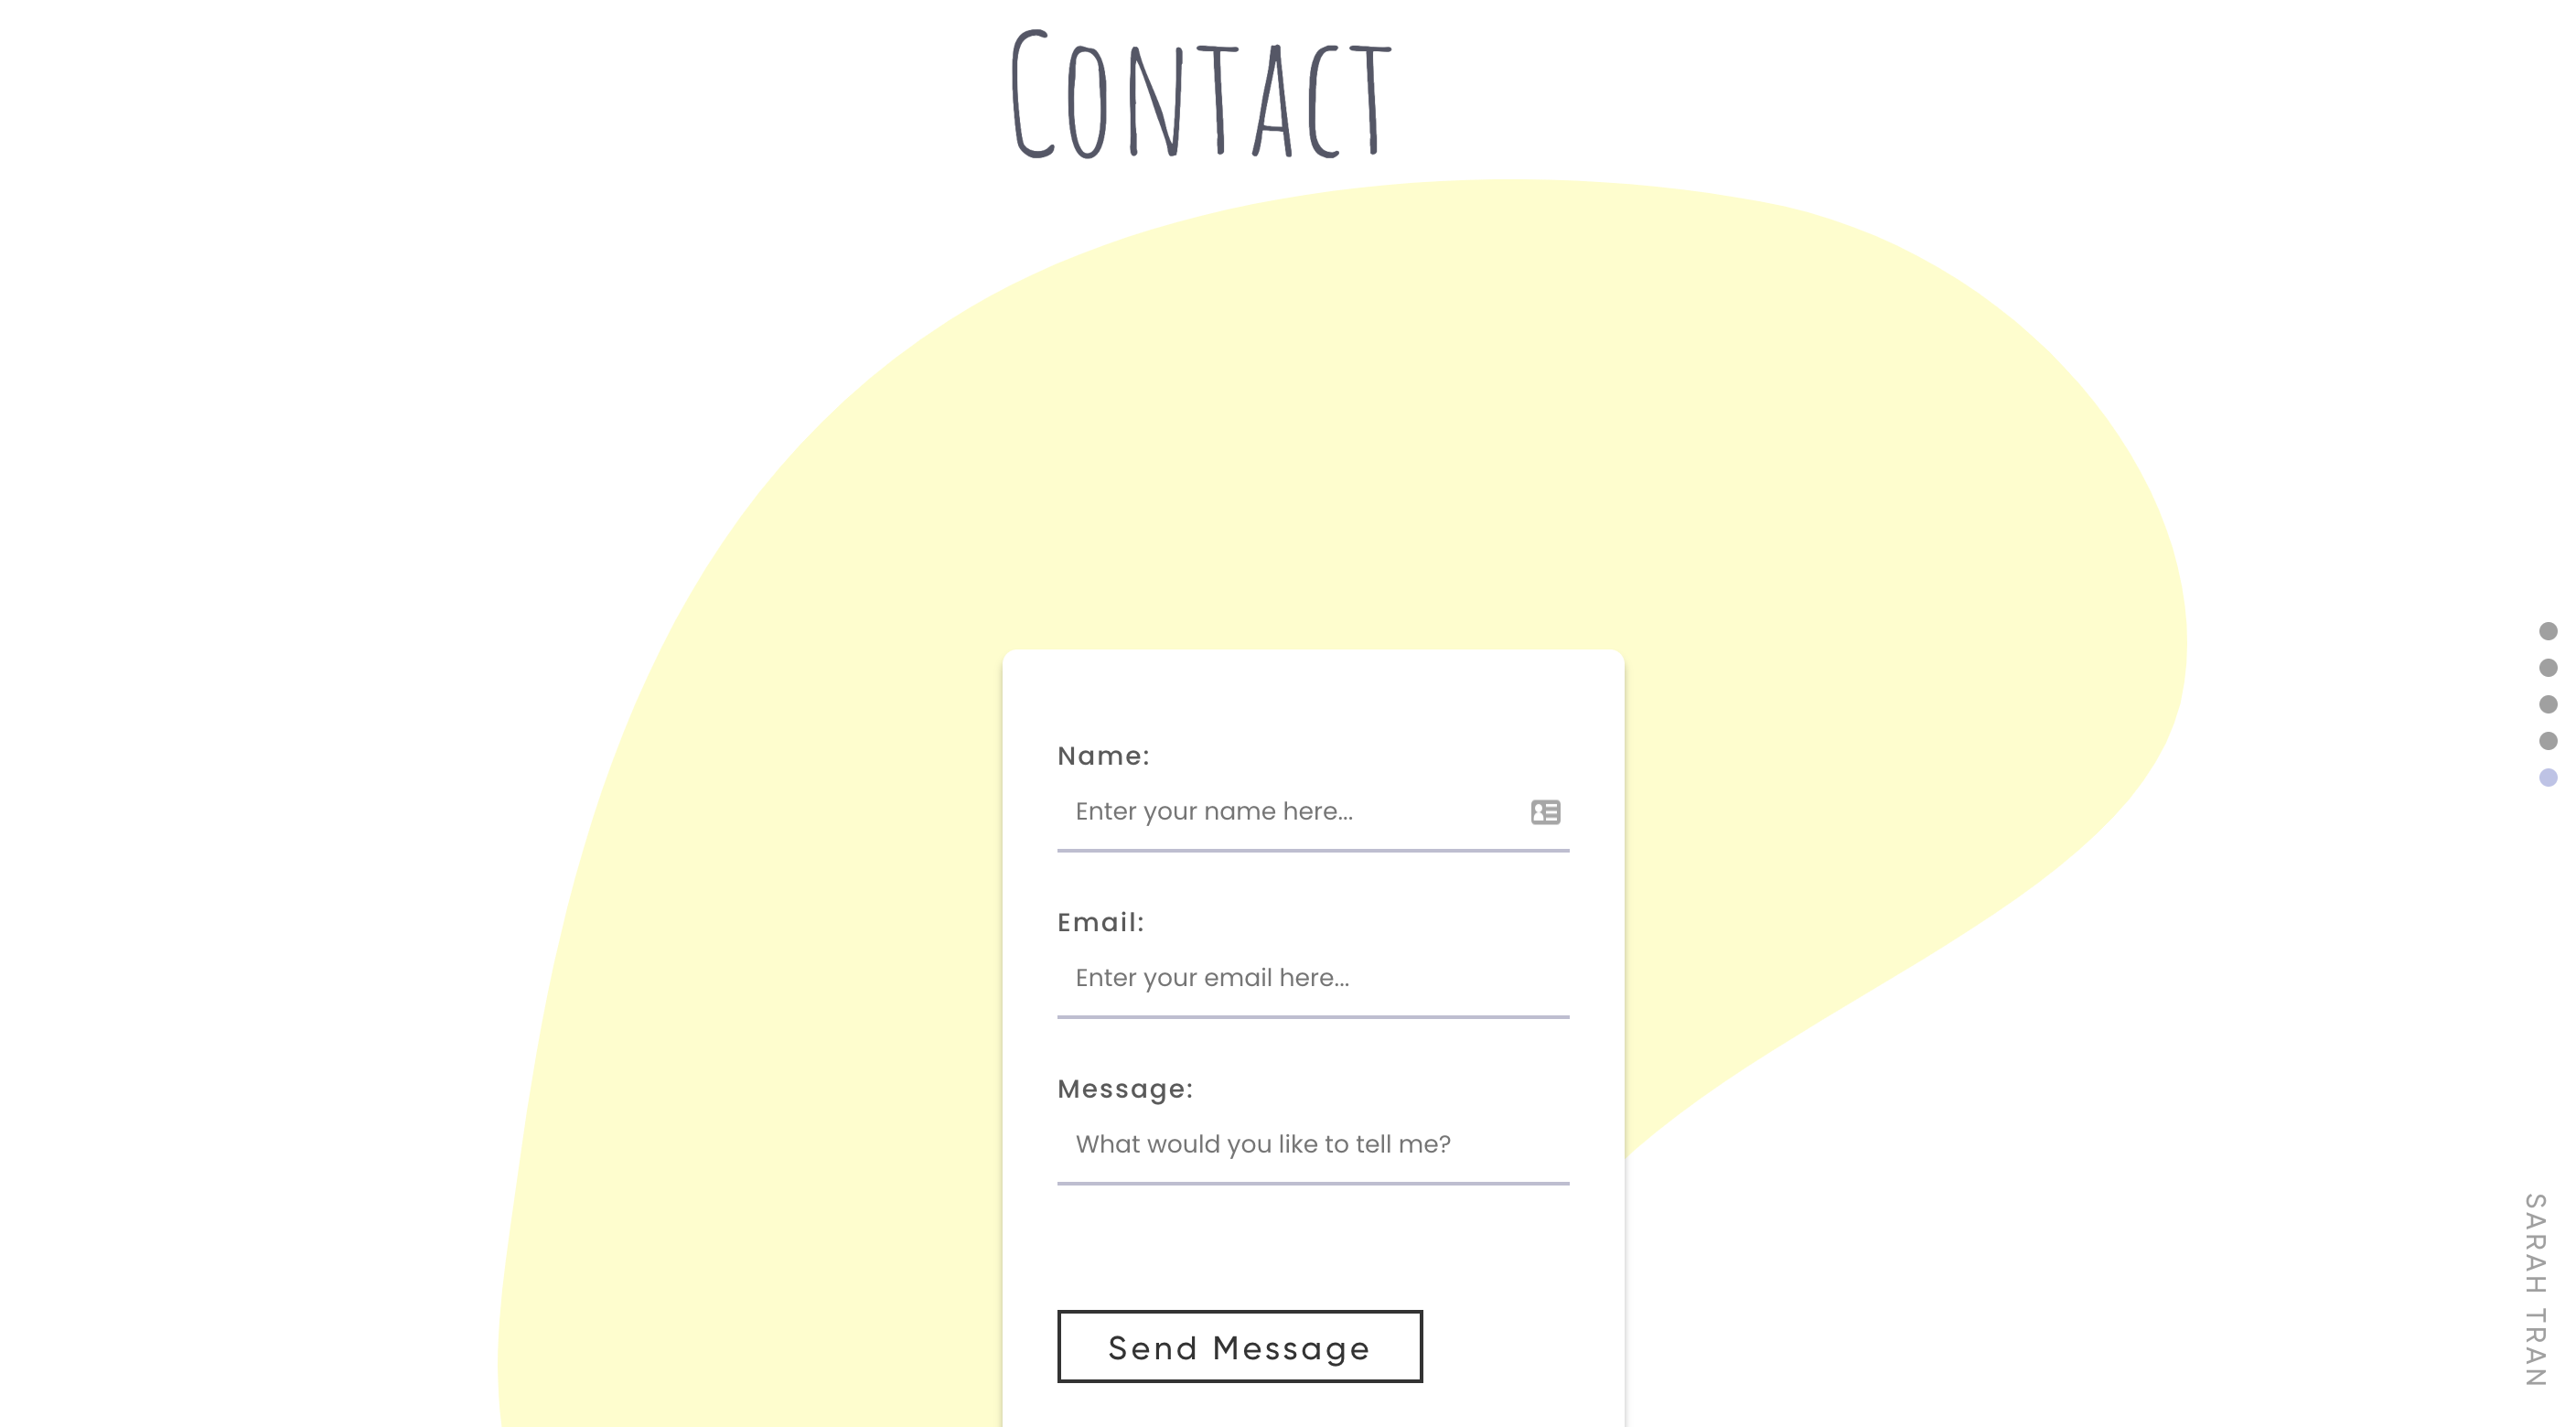 CONTACT
Name:
Enter your name here...
Email:
Enter your email here...
Message:
What would you like to tell me?
Send Message
SARAH TRAN